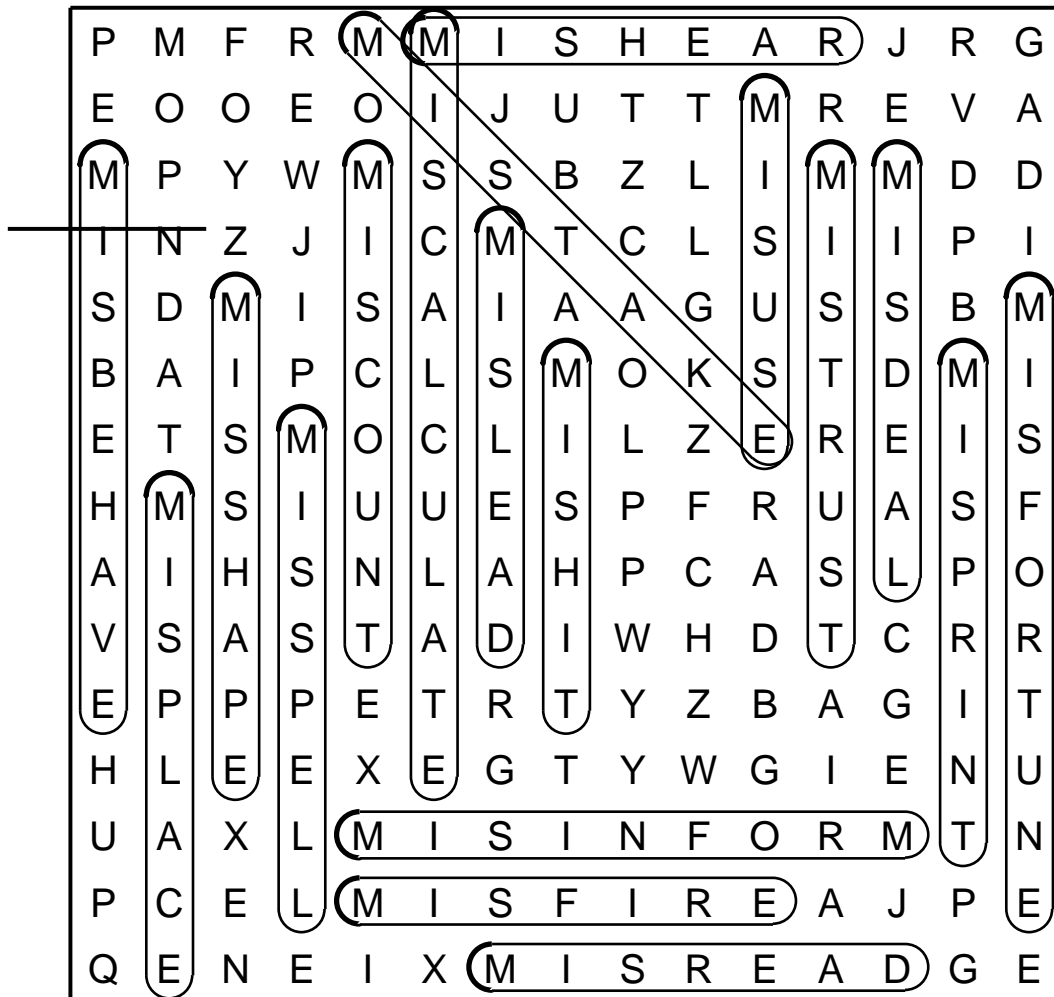 P M F R M M I S H E A R J R G
E O O E O I J U T T M R E V A
M P Y W M S S B Z L I M M D D
I N Z J I C M T C L S I I P I
S D M I S A I A A G U S S B M
B A I P C L S M O K S T D M I
E T S M O C L I L Z E R E I S
H M S I U U E S P F R U A S F
A I H S N L A H P C A S L P O
V S A S T A D I W H D T C R R
E P P P E T R T Y Z B A G I T
H L E E X E G T Y W G I E N U
U A X L M I S I N F O R M T N
P C E L M I S F I R E A J P E
Q E N E I X M I S R E A D G E